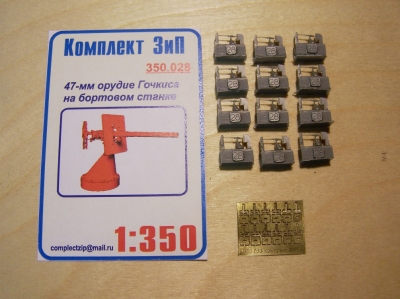 Комплект ЗиП
350.028
47-мм орудие Гочкиса
на бортовом станке
complectzip@mail.ru
1:350